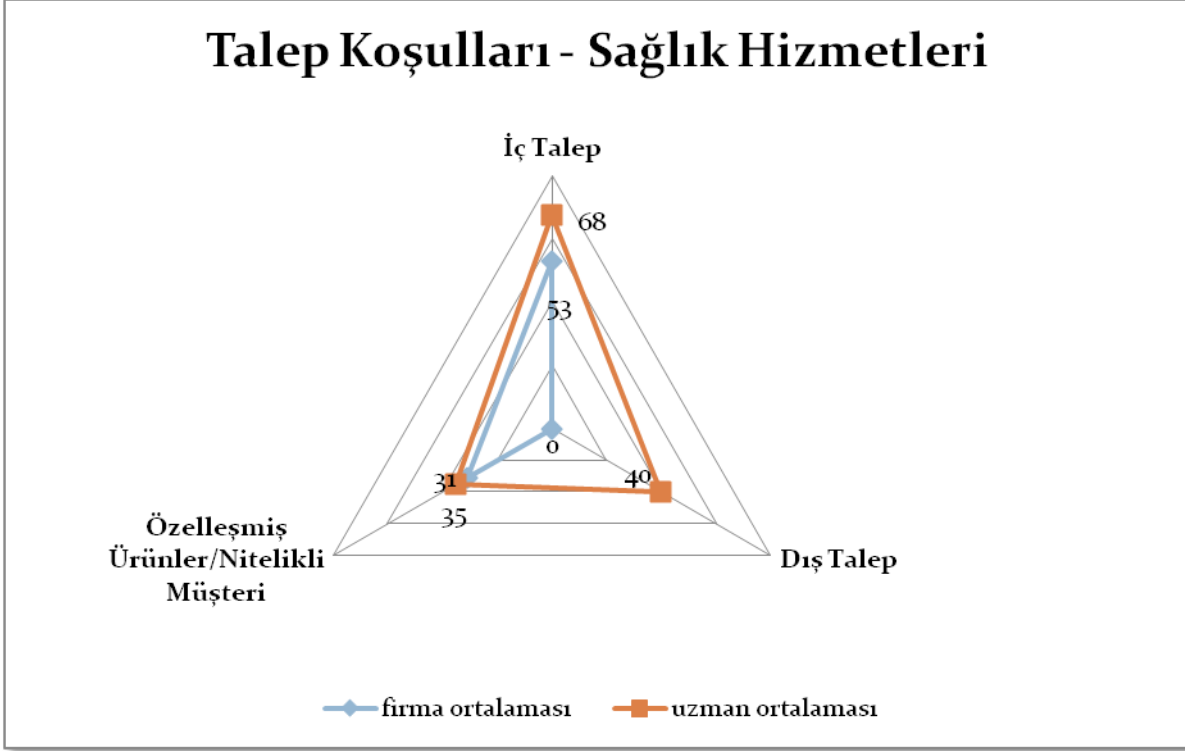 Talep Koşulları - Sağlık Hizmetleri
İç Talep
68
53
0
40
31
35
Özelleşmiş
Ürünler/Nitelikli
Müşteri
Dış Talep
firma ortalaması
uzman ortalaması